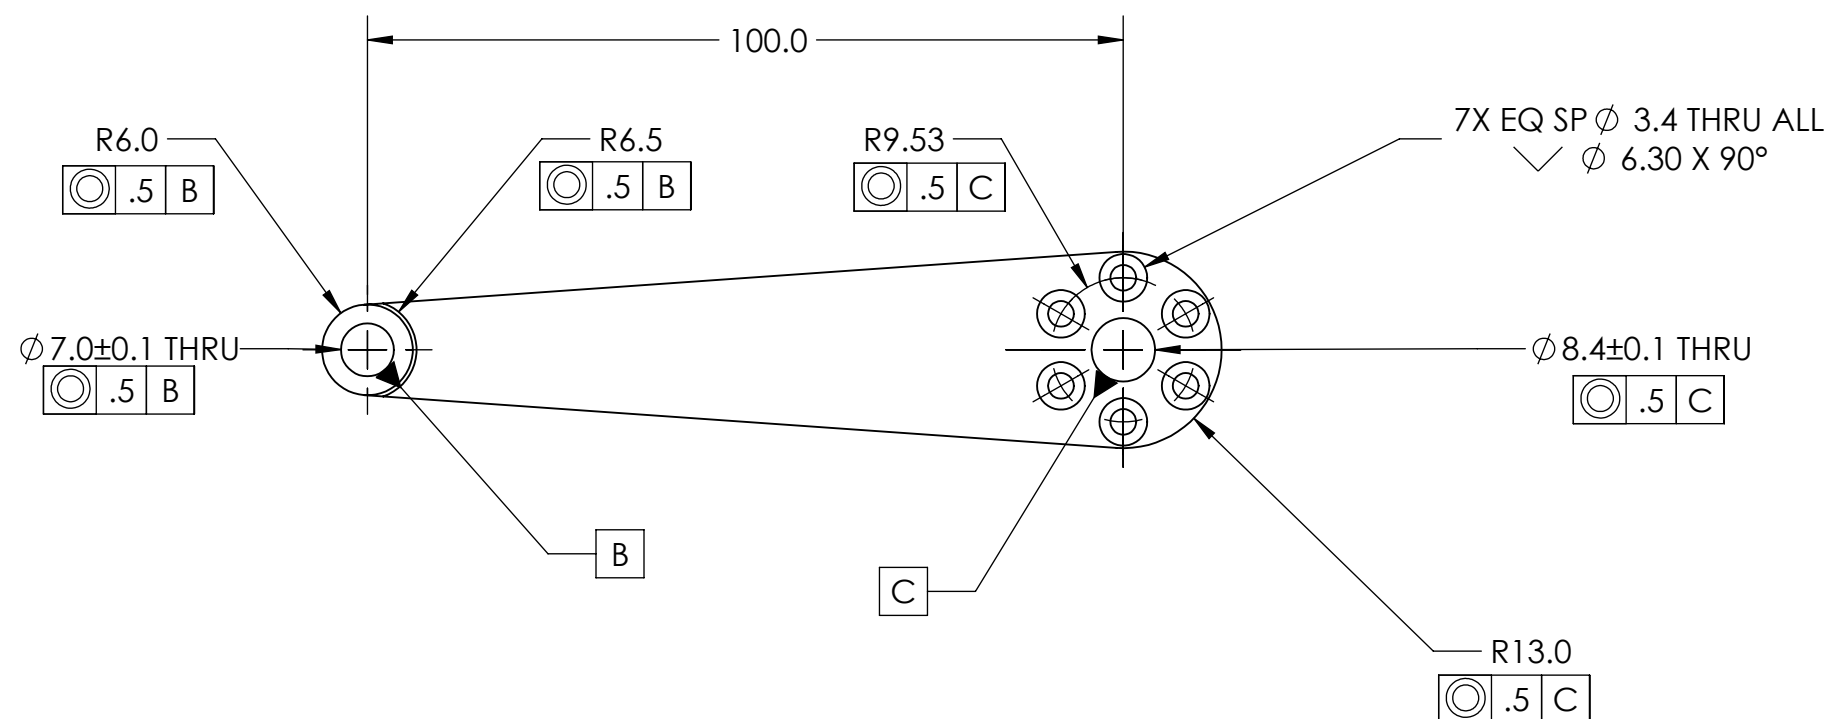 100.0
R6.0
◎ .5 B
R6.5
◎ .5 B
R9.53
◎ .5 C
7X EQ SP ∅ 3.4 THRU ALL
⌵ ∅ 6.30 X 90°
∅ 7.0±0.1 THRU
◎ .5 B
∅ 8.4±0.1 THRU
◎ .5 C
B
C
R13.0
◎ .5 C